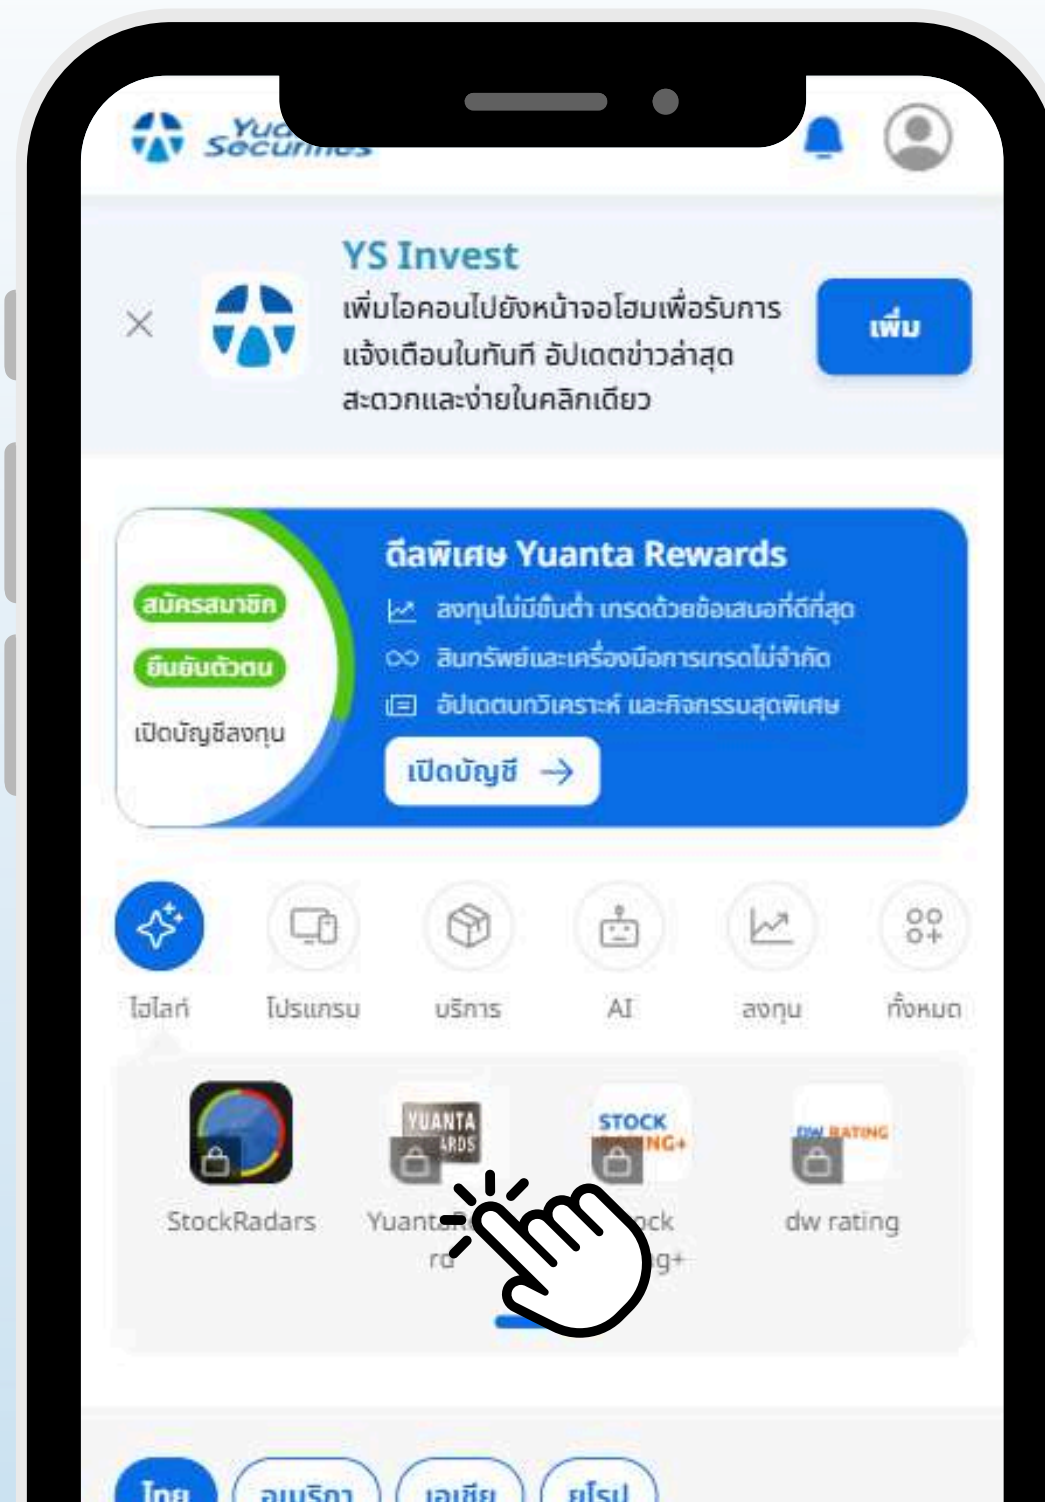 Securities
YS Invest
เพิ่มไอคอนไปยังหน้าจอโฮมเพื่อรับการ
แจ้งเตือนในทันที อัปเดตข่าวล่าสุด
สะดวกและง่ายในคลิกเดียว
เพิ่ม
ดีลพิเศษ Yuanta Rewards
สมัครสมาชิก
ยืนยันตัวตน
เปิดบัญชีลงทุน
ลงทุนไม่มีขั้นต่ำ เทรดด้วยข้อเสนอที่ดีที่สุด
สินทรัพย์และเครื่องมือการเทรดไม่จำกัด
อัปเดตบทวิเคราะห์ และกิจกรรมสุดพิเศษ
เปิดบัญชี
ไฮไลท์
โปรแกรม
บริการ
AI
ลงทุน
ทั้งหมด
YUANTA
STOCK
DW RATING
StockRadars
dw rating
ไทย
อเมริกา
เอเชีย
ยุโรป